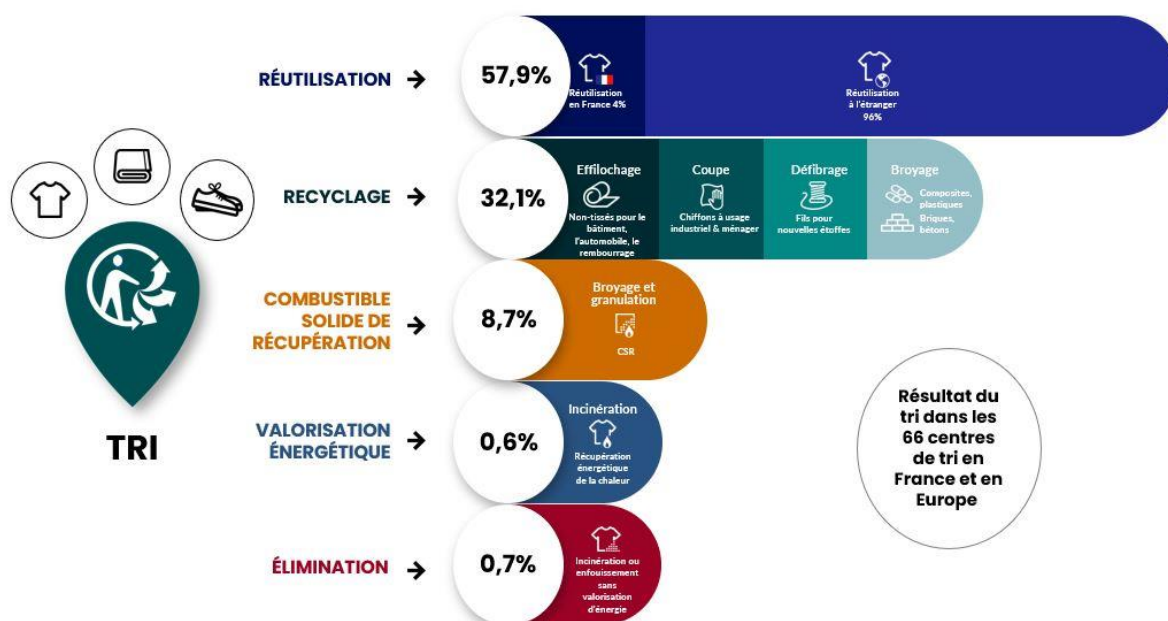 RÉUTILISATION →
57,9%
Réutilisation
en France 4%
Réutilisation
à l'étranger
96%
RECYCLAGE →
32,1%
Effilochage
Non-tissés pour le
bâtiment,
l'automobile, le
rembourrage
Coupe
Chiffons à usage
industriel & ménager
Défibrage
Fils pour
nouvelles étoffes
Broyage
Composites,
plastiques
Briques,
bétons
COMBUSTIBLE
SOLIDE DE
RÉCUPÉRATION →
8,7%
Broyage et
granulation
CSR
VALORISATION
ÉNERGÉTIQUE →
0,6%
Incinération
Récupération
énergétique
de la chaleur
ÉLIMINATION →
0,7%
Incinération ou
enfouissement
sans
valorisation
d'énergie
TRI
Résultat du
tri dans les
66 centres
de tri en
France et en
Europe